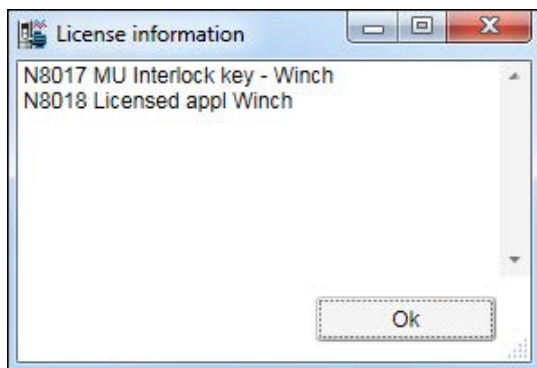 License information
N8017 MU Interlock key - Winch
N8018 Licensed appl Winch
Ok